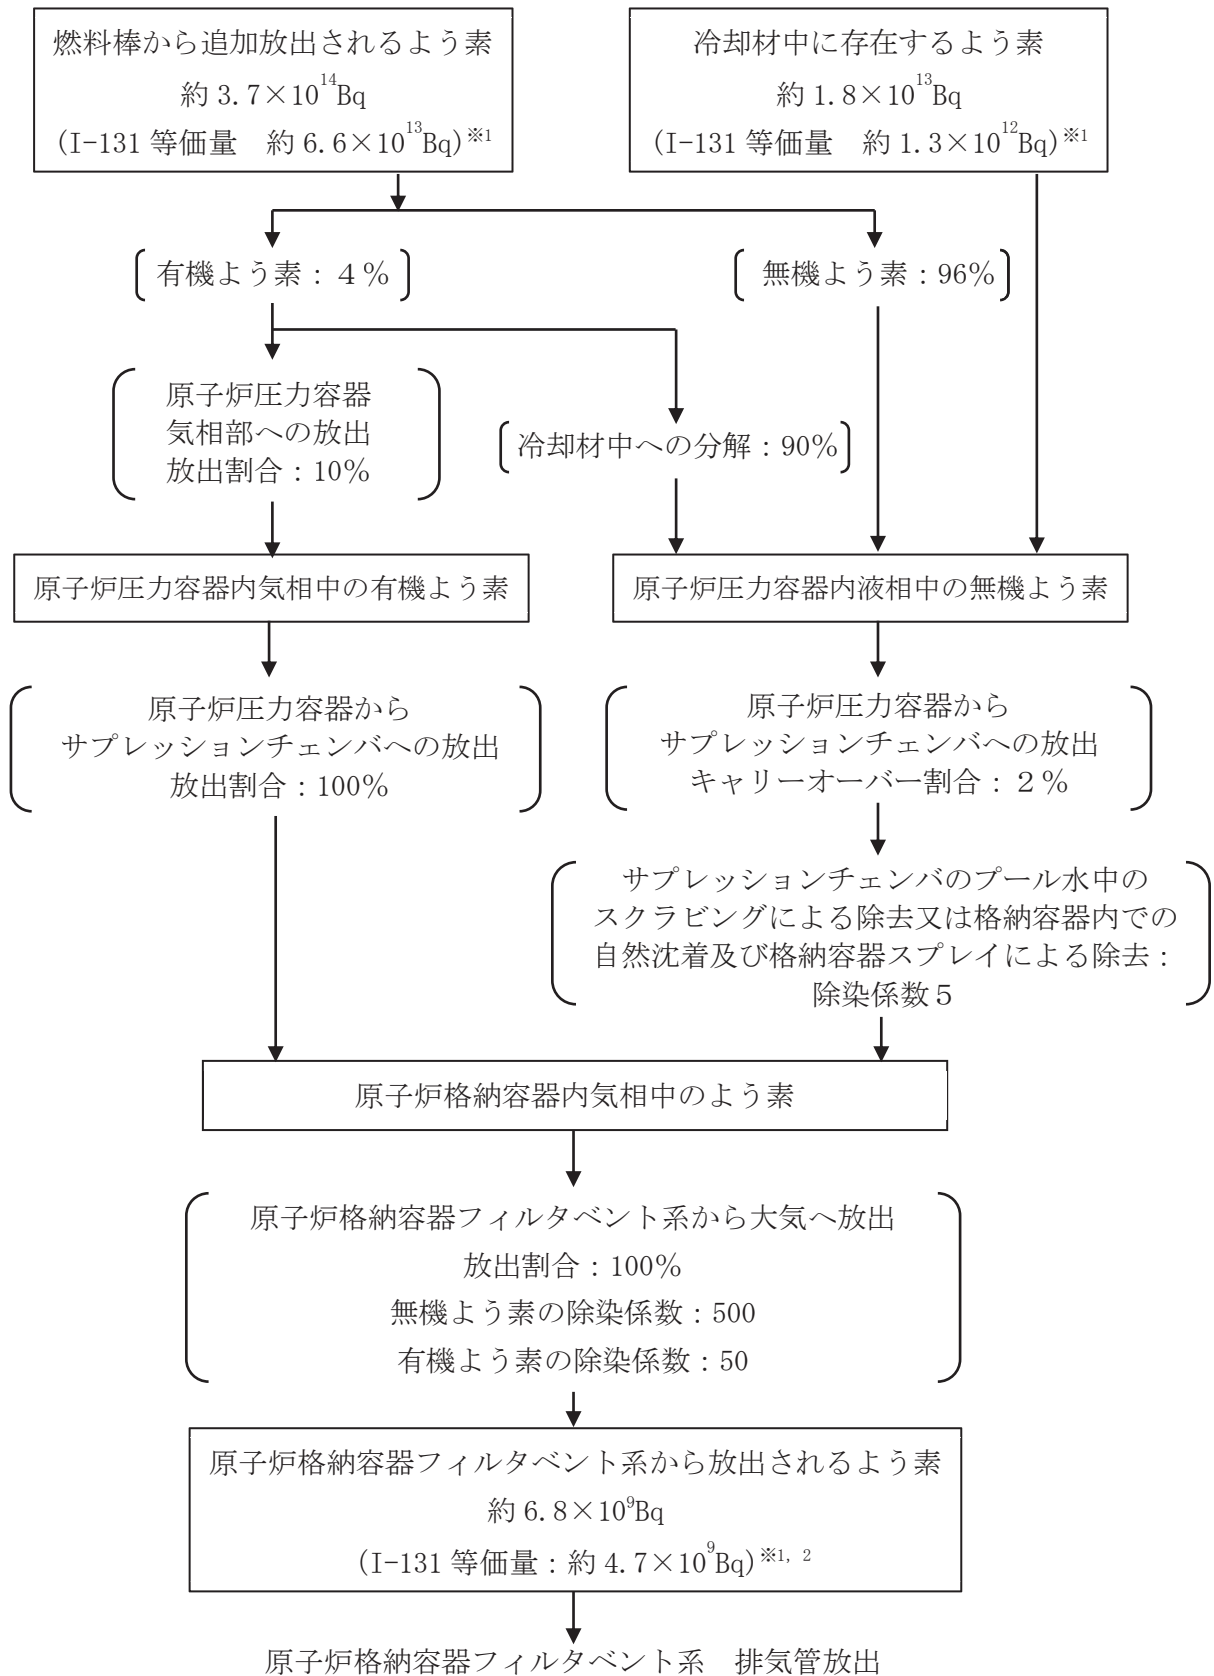 燃料棒から追加放出されるよう素
約 3.7×10¹⁴Bq
(I-131 等価量　約 6.6×10¹³Bq)※1
冷却材中に存在するよう素
約 1.8×10¹³Bq
(I-131 等価量　約 1.3×10¹²Bq)※1
有機よう素：４％
無機よう素：96％
原子炉圧力容器
気相部への放出
放出割合：10％
冷却材中への分解：90％
原子炉圧力容器内気相中の有機よう素
原子炉圧力容器内液相中の無機よう素
原子炉圧力容器から
サプレッションチェンバへの放出
放出割合：100％
原子炉圧力容器から
サプレッションチェンバへの放出
キャリーオーバー割合：２％
サプレッションチェンバのプール水中の
スクラビングによる除去又は格納容器内での
自然沈着及び格納容器スプレイによる除去：
除染係数５
原子炉格納容器内気相中のよう素
原子炉格納容器フィルタベント系から大気へ放出
放出割合：100％
無機よう素の除染係数：500
有機よう素の除染係数：50
原子炉格納容器フィルタベント系から放出されるよう素
約 6.8×10⁹Bq
(I-131 等価量：約 4.7×10⁹Bq)※1, 2
原子炉格納容器フィルタベント系　排気管放出